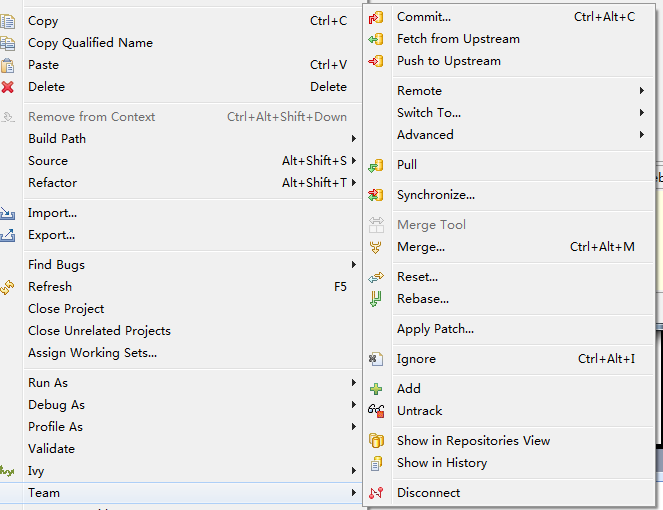 Copy Ctrl+C
Copy Qualified Name
Paste Ctrl+V
Delete Delete
Remove from Context Ctrl+Alt+Shift+Down
Build Path
Source Alt+Shift+S
Refactor Alt+Shift+T
Import...
Export...
Find Bugs
Refresh F5
Close Project
Close Unrelated Projects
Assign Working Sets...
Run As
Debug As
Profile As
Validate
Ivy
Team
Commit... Ctrl+Alt+C
Fetch from Upstream
Push to Upstream
Remote
Switch To...
Advanced
Pull
Synchronize...
Merge Tool
Merge... Ctrl+Alt+M
Reset...
Rebase...
Apply Patch...
Ignore Ctrl+Alt+I
Add
Untrack
Show in Repositories View
Show in History
Disconnect